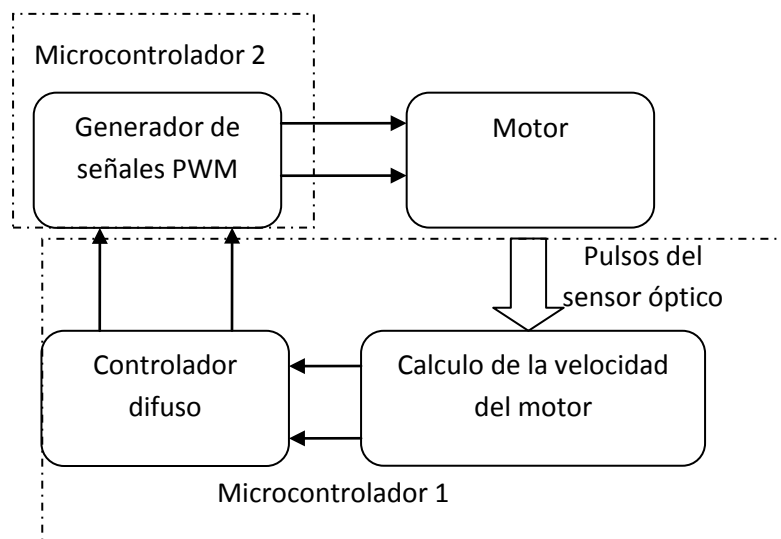 Microcontrolador 2
Generador de
señales PWM
Motor
Pulsos del
sensor óptico
Controlador
difuso
Calculo de la velocidad
del motor
Microcontrolador 1